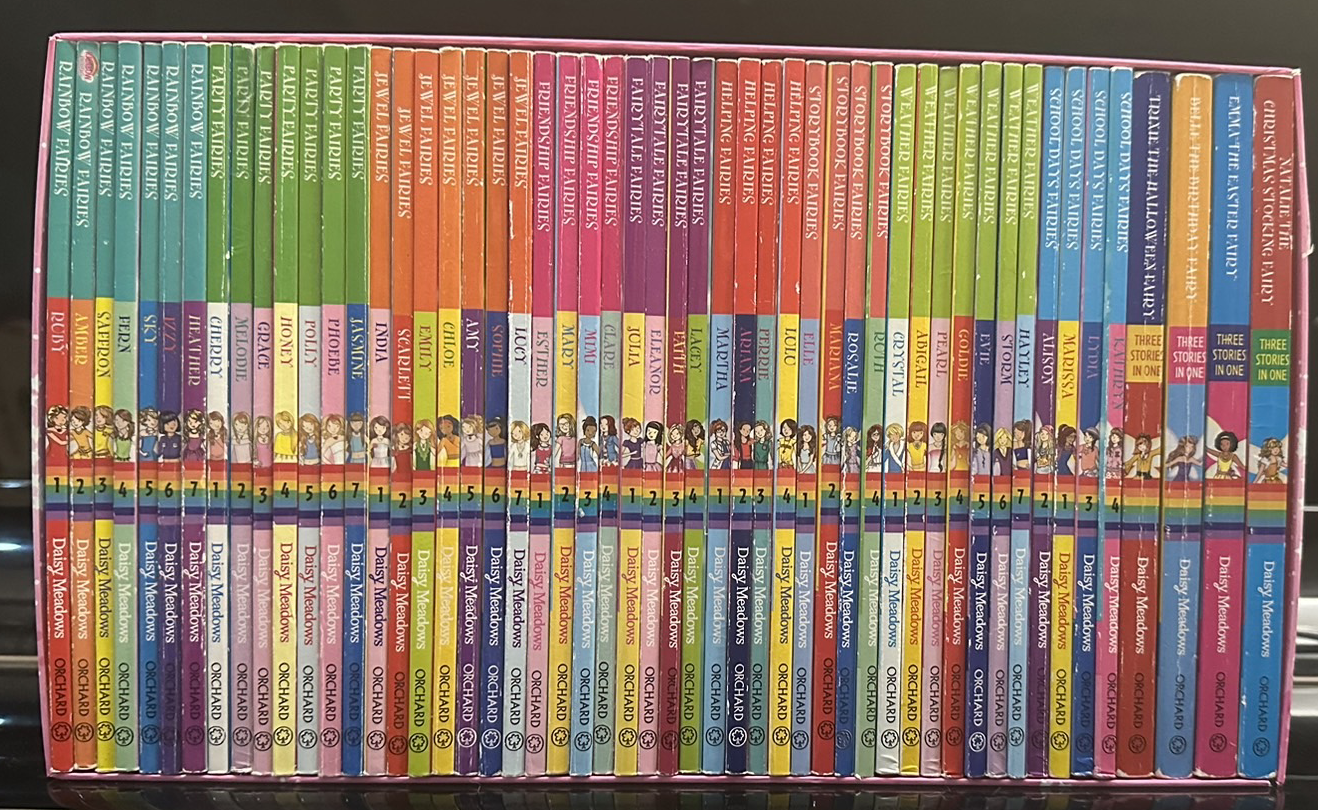 RAINBOW FAIRIES RUBY 1 Daisy Meadows ORCHARD
RAINBOW FAIRIES AMBER 2 Daisy Meadows ORCHARD
RAINBOW FAIRIES SAFFRON 3 Daisy Meadows ORCHARD
RAINBOW FAIRIES FERN 4 Daisy Meadows ORCHARD
RAINBOW FAIRIES SKY 5 Daisy Meadows ORCHARD
RAINBOW FAIRIES IZZY 6 Daisy Meadows ORCHARD
RAINBOW FAIRIES HEATHER 7 Daisy Meadows ORCHARD
PARTY FAIRIES CHERRY 1 Daisy Meadows ORCHARD
PARTY FAIRIES MELODIE 2 Daisy Meadows ORCHARD
PARTY FAIRIES GRACE 3 Daisy Meadows ORCHARD
PARTY FAIRIES HONEY 4 Daisy Meadows ORCHARD
PARTY FAIRIES POLLY 5 Daisy Meadows ORCHARD
PARTY FAIRIES PHOEBE 6 Daisy Meadows ORCHARD
PARTY FAIRIES JASMINE 7 Daisy Meadows ORCHARD
JEWEL FAIRIES INDIA 1 Daisy Meadows ORCHARD
JEWEL FAIRIES SCARLETT 2 Daisy Meadows ORCHARD
JEWEL FAIRIES EMILY 3 Daisy Meadows ORCHARD
JEWEL FAIRIES CHLOE 4 Daisy Meadows ORCHARD
JEWEL FAIRIES AMY 5 Daisy Meadows ORCHARD
JEWEL FAIRIES SOPHIE 6 Daisy Meadows ORCHARD
JEWEL FAIRIES LUCY 7 Daisy Meadows ORCHARD
FRIENDSHIP FAIRIES ESTHER 1 Daisy Meadows ORCHARD
FRIENDSHIP FAIRIES MARY 2 Daisy Meadows ORCHARD
FRIENDSHIP FAIRIES MIMI 3 Daisy Meadows ORCHARD
FRIENDSHIP FAIRIES CLARE 4 Daisy Meadows ORCHARD
FAIRYTALE FAIRIES JULIA 1 Daisy Meadows ORCHARD
FAIRYTALE FAIRIES ELEANOR 2 Daisy Meadows ORCHARD
FAIRYTALE FAIRIES FAITH 3 Daisy Meadows ORCHARD
FAIRYTALE FAIRIES LACEY 4 Daisy Meadows ORCHARD
HELPING FAIRIES MARTHA 1 Daisy Meadows ORCHARD
HELPING FAIRIES ARIANA 2 Daisy Meadows ORCHARD
HELPING FAIRIES PERRIE 3 Daisy Meadows ORCHARD
HELPING FAIRIES LULU 4 Daisy Meadows ORCHARD
STORYBOOK FAIRIES ELLE 1 Daisy Meadows ORCHARD
STORYBOOK FAIRIES MARIANA 2 Daisy Meadows ORCHARD
STORYBOOK FAIRIES ROSALIE 3 Daisy Meadows ORCHARD
STORYBOOK FAIRIES RUTH 4 Daisy Meadows ORCHARD
WEATHER FAIRIES CRYSTAL 1 Daisy Meadows ORCHARD
WEATHER FAIRIES ABIGAIL 2 Daisy Meadows ORCHARD
WEATHER FAIRIES PEARL 3 Daisy Meadows ORCHARD
WEATHER FAIRIES GOLDIE 4 Daisy Meadows ORCHARD
WEATHER FAIRIES EVIE 5 Daisy Meadows ORCHARD
WEATHER FAIRIES STORM 6 Daisy Meadows ORCHARD
WEATHER FAIRIES HAYLEY 7 Daisy Meadows ORCHARD
SCHOOL DAYS FAIRIES ALISON 2 Daisy Meadows ORCHARD
SCHOOL DAYS FAIRIES MARISSA 1 Daisy Meadows ORCHARD
SCHOOL DAYS FAIRIES LYDIA 3 Daisy Meadows ORCHARD
SCHOOL DAYS FAIRIES KATHRYN 4 Daisy Meadows ORCHARD
TRIXIE THE HALLOWEEN FAIRY THREE STORIES IN ONE Daisy Meadows ORCHARD
BELLE THE BIRTHDAY FAIRY THREE STORIES IN ONE Daisy Meadows ORCHARD
EMMA THE EASTER FAIRY THREE STORIES IN ONE Daisy Meadows ORCHARD
NATALIE THE CHRISTMAS STOCKING FAIRY THREE STORIES IN ONE Daisy Meadows ORCHARD